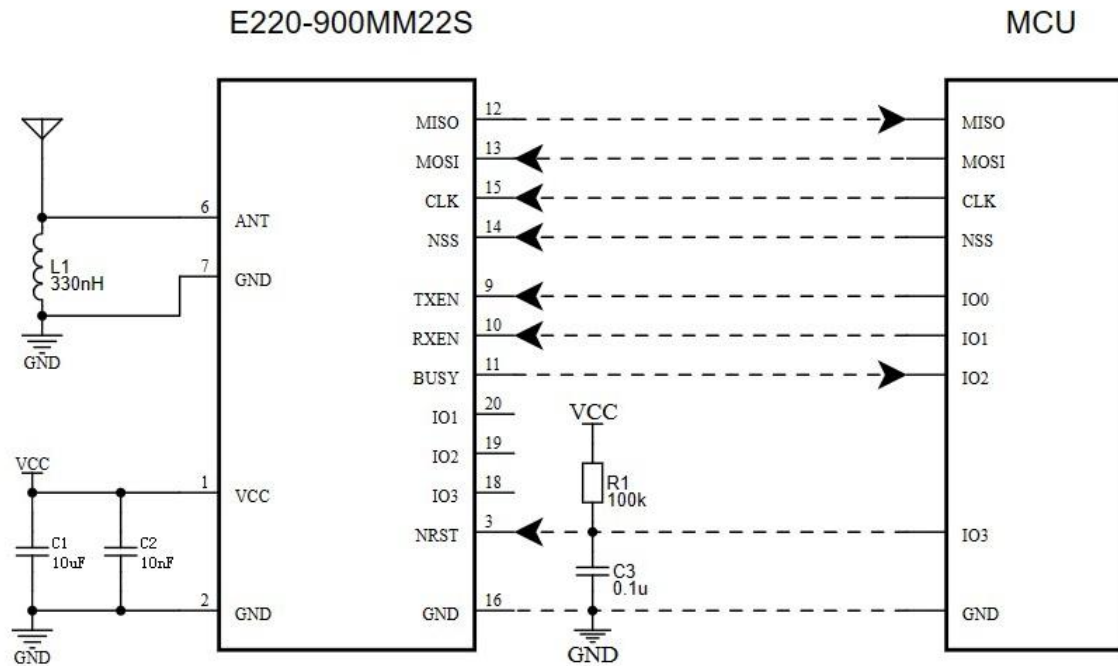 E220-900MM22S
MCU
12
MISO
MISO
13
MOSI
MOSI
15
CLK
CLK
14
NSS
NSS
6
ANT
L1
330nH
7
GND
GND
9
TXEN
IO0
10
RXEN
IO1
11
BUSY
IO2
20
IO1
19
IO2
18
IO3
VCC
R1
100k
VCC
1
VCC
C1
10uF
C2
10nF
3
NRST
IO3
C3
0.1u
2
GND
GND
16
GND
GND
GND